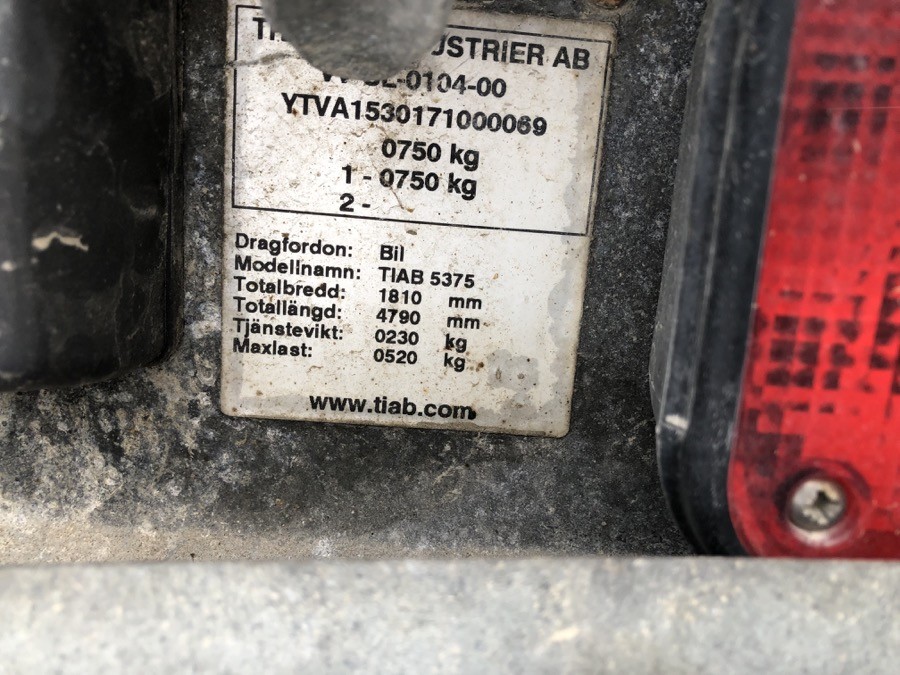 USTRIER AB
-0104-00
YTVA1530171000069
0750 kg
1 - 0750 kg
2 -
Dragfordon: Bil
Modellnamn: TIAB 5375
Totalbredd: 1810 mm
Totallängd: 4790 mm
Tjänstevikt: 0230 kg
Maxlast: 0520 kg
www.tiab.com